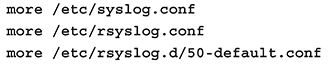 more /etc/syslog.conf
more /etc/rsyslog.conf
more /etc/rsyslog.d/50-default.conf